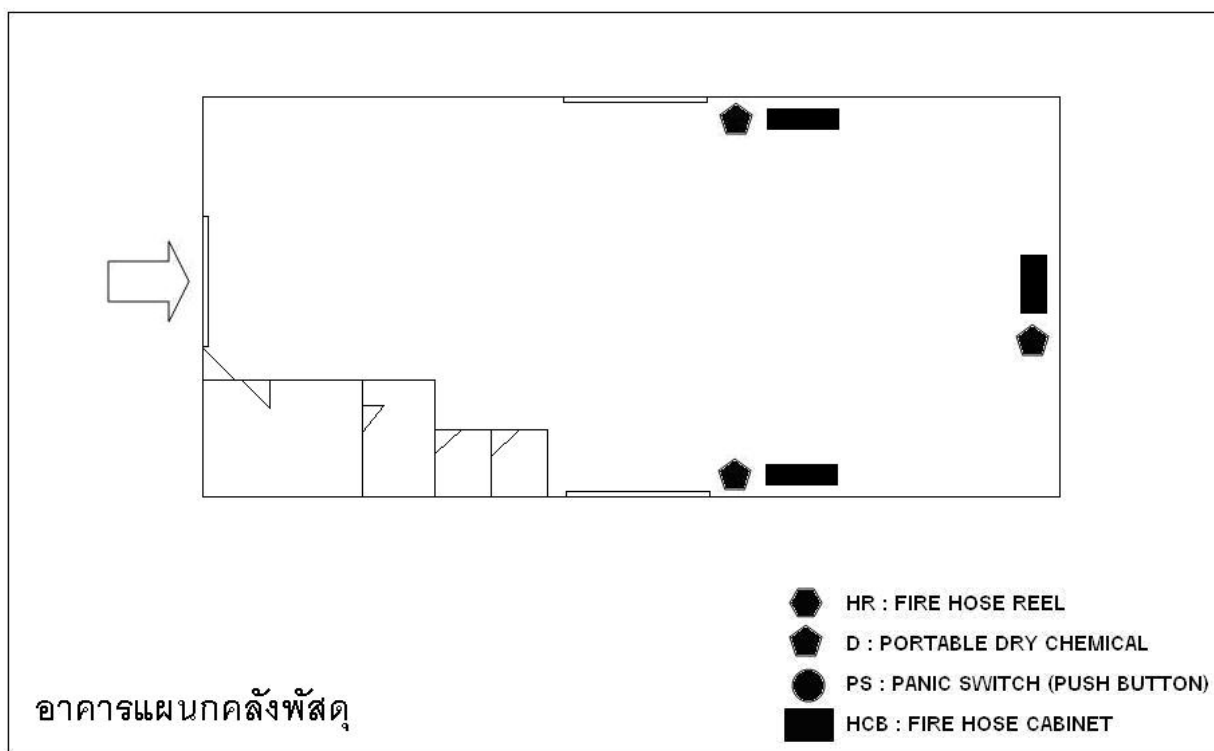 HR : FIRE HOSE REEL
D : PORTABLE DRY CHEMICAL
PS : PANIC SWITCH (PUSH BUTTON)
HCB : FIRE HOSE CABINET
อาคารแผนกคลังพัสดุ